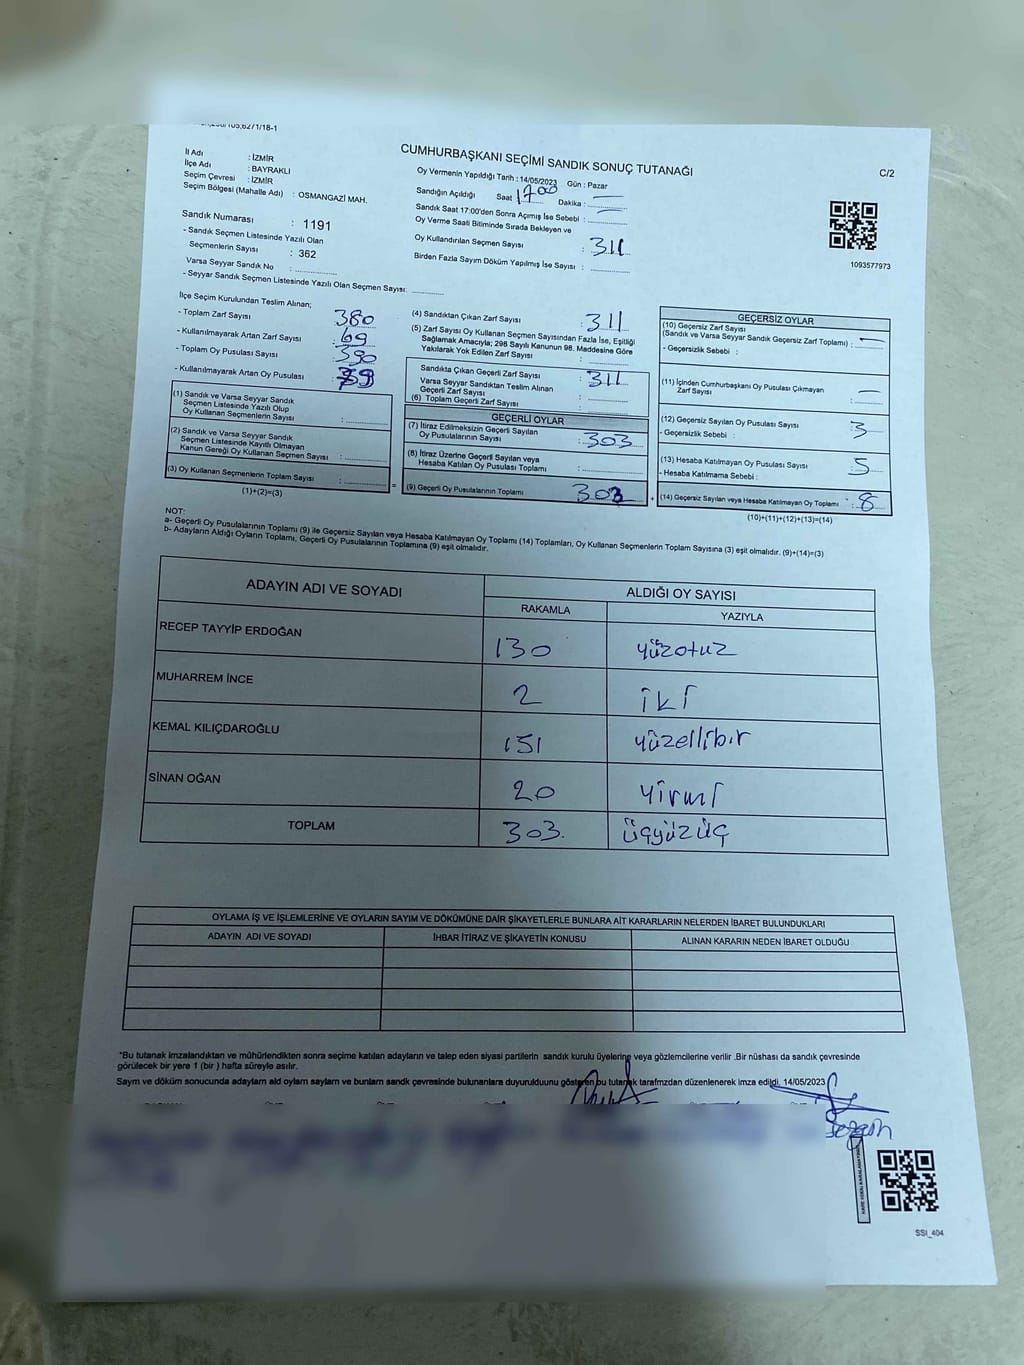 CUMHURBAŞKANI SEÇİMİ SANDIK SONUÇ TUTANAĞI
C/2
İl Adı : İZMİR
İlçe Adı : BAYRAKLI
Seçim Çevresi : İZMİR
Seçim Bölgesi (Mahalle Adı) : OSMANGAZİ MAH.
Oy Vermenin Yapıldığı Tarih : 14/05/2023 Gün : Pazar
Sandığın Açıldığı Saat 17:00 Dakika :
Sandık Saat 17:00'den Sonra Açımış İse Sebebi :
Oy Verme Saati Bitiminde Sırada Bekleyen ve
Oy Kullandırılan Seçmen Sayısı : 311
Birden Fazla Sayım Döküm Yapılmış İse Sayısı :
1093577973
Sandık Numarası : 1191
- Sandık Seçmen Listesinde Yazılı Olan
Seçmenlerin Sayısı : 362
Varsa Seyyar Sandık No :
- Seyyar Sandık Seçmen Listesinde Yazılı Olan Seçmen Sayısı:
İlçe Seçim Kurulundan Teslim Alınan;
- Toplam Zarf Sayısı : 380
- Kullanılmayarak Artan Zarf Sayısı : 69
- Toplam Oy Pusulası Sayısı
- Kullanılmayarak Artan Oy Pusulası :
(1) Sandık ve Varsa Seyyar Sandık
Seçmen Listesinde Yazılı Olup
Oy Kullanan Seçmenlerin Sayısı :
(2) Sandık ve Varsa Seyyar Sandık
Seçmen Listesinde Kayıtlı Olmayan
Kanun Gereği Oy Kullanan Seçmen Sayısı :
(3) Oy Kullanan Seçmenlerin Toplam Sayısı :
(1)+(2)=(3)
(4) Sandıktan Çıkan Zarf Sayısı : 311
(5) Zarf Sayısı Oy Kullanan Seçmen Sayısından Fazla İse, Eşitliği
Sağlamak Amacıyla; 298 Sayılı Kanunun 98. Maddesine Göre
Yakılarak Yok Edilen Zarf Sayısı :
Sandıkta Çıkan Geçerli Zarf Sayısı : 311
Varsa Seyyar Sandıktan Teslim Alınan
Geçerli Zarf Sayısı :
(6) Toplam Geçerli Zarf Sayısı :
GEÇERLİ OYLAR
(7) İtiraz Edilmeksizin Geçerli Sayılan
Oy Pusulalarının Sayısı : 303
(8) İtiraz Üzerine Geçerli Sayılan veya
Hesaba Katılan Oy Pusulası Toplamı :
= (9) Geçerli Oy Pusulalarının Toplamı 303 +
GEÇERSİZ OYLAR
(10) Geçersiz Zarf Sayısı
(Sandık ve Varsa Seyyar Sandık Geçersiz Zarf Toplamı) :
- Geçersizlik Sebebi :
(11) İçinden Cumhurbaşkanı Oy Pusulası Çıkmayan
Zarf Sayısı :
(12) Geçersiz Sayılan Oy Pusulası Sayısı : 3
- Geçersizlik Sebebi :
(13) Hesaba Katılmayan Oy Pusulası Sayısı : 5
- Hesaba Katılmama Sebebi :
(14) Geçersiz Sayılan veya Hesaba Katılmayan Oy Toplamı : 8
(10)+(11)+(12)+(13)=(14)
NOT:
a- Geçerli Oy Pusulalarının Toplamı (9) ile Geçersiz Sayılan veya Hesaba Katılmayan Oy Toplamı (14) Toplamları, Oy Kullanan Seçmenlerin Toplam Sayısına (3) eşit olmalıdır. (9)+(14)=(3)
b- Adayların Aldığı Oyların Toplamı, Geçerli Oy Pusulalarının Toplamına (9) eşit olmalıdır.
ADAYIN ADI VE SOYADI
ALDIĞI OY SAYISI
RAKAMLA YAZIYLA
RECEP TAYYİP ERDOĞAN 130 yüzotuz
MUHARREM İNCE 2 iki
KEMAL KILIÇDAROĞLU 151 yüzellibir
SİNAN OĞAN 20 yirmi
TOPLAM 303. üçyüzüç
OYLAMA İŞ VE İŞLEMLERİNE VE OYLARIN SAYIM VE DÖKÜMÜNE DAİR ŞİKAYETLERLE BUNLARA AİT KARARLARIN NELERDEN İBARET BULUNDUKLARI
ADAYIN ADI VE SOYADI İHBAR İTİRAZ VE ŞİKAYETİN KONUSU ALINAN KARARIN NEDEN İBARET OLDUĞU
*Bu tutanak imzalandıktan ve mühürlendikten sonra seçime katılan adayların ve talep eden siyasi partilerin sandık kurulu üyelerine veya gözlemcilerine verilir .Bir nüshası da sandık çevresinde
görülecek bir yere 1 (bir ) hafta süreyle asılır.
Sayım ve döküm sonucunda adayların ald oyların sayların ve bunların sandk çevresinde bulunanlara duyurulduunu gösteren bu tutanak tarafmzdan düzenlenerek imza edildi. 14/05/2023
Sezgin
SSI_404